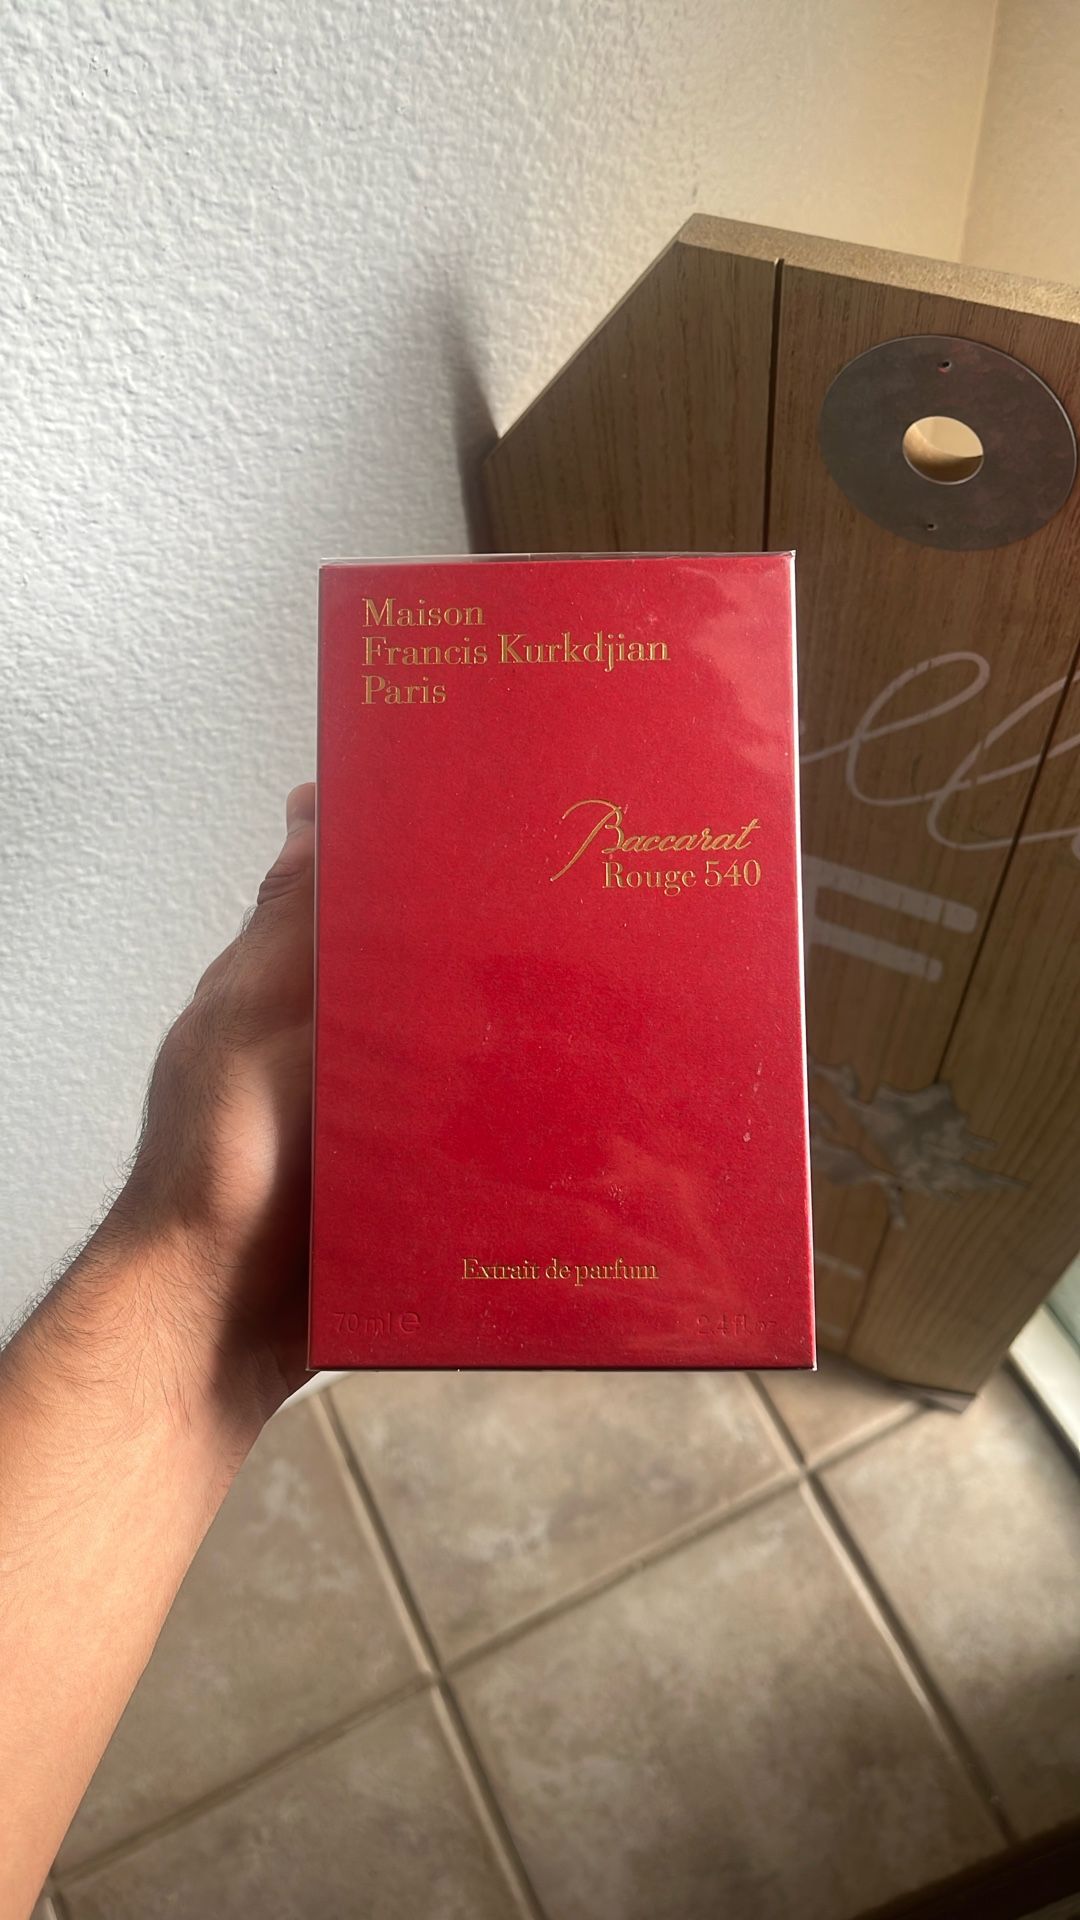 Maison
Francis Kurkdjian
Paris
Baccarat
Rouge 540
Extrait de parfum
70 ml ℮
2.4 fl oz